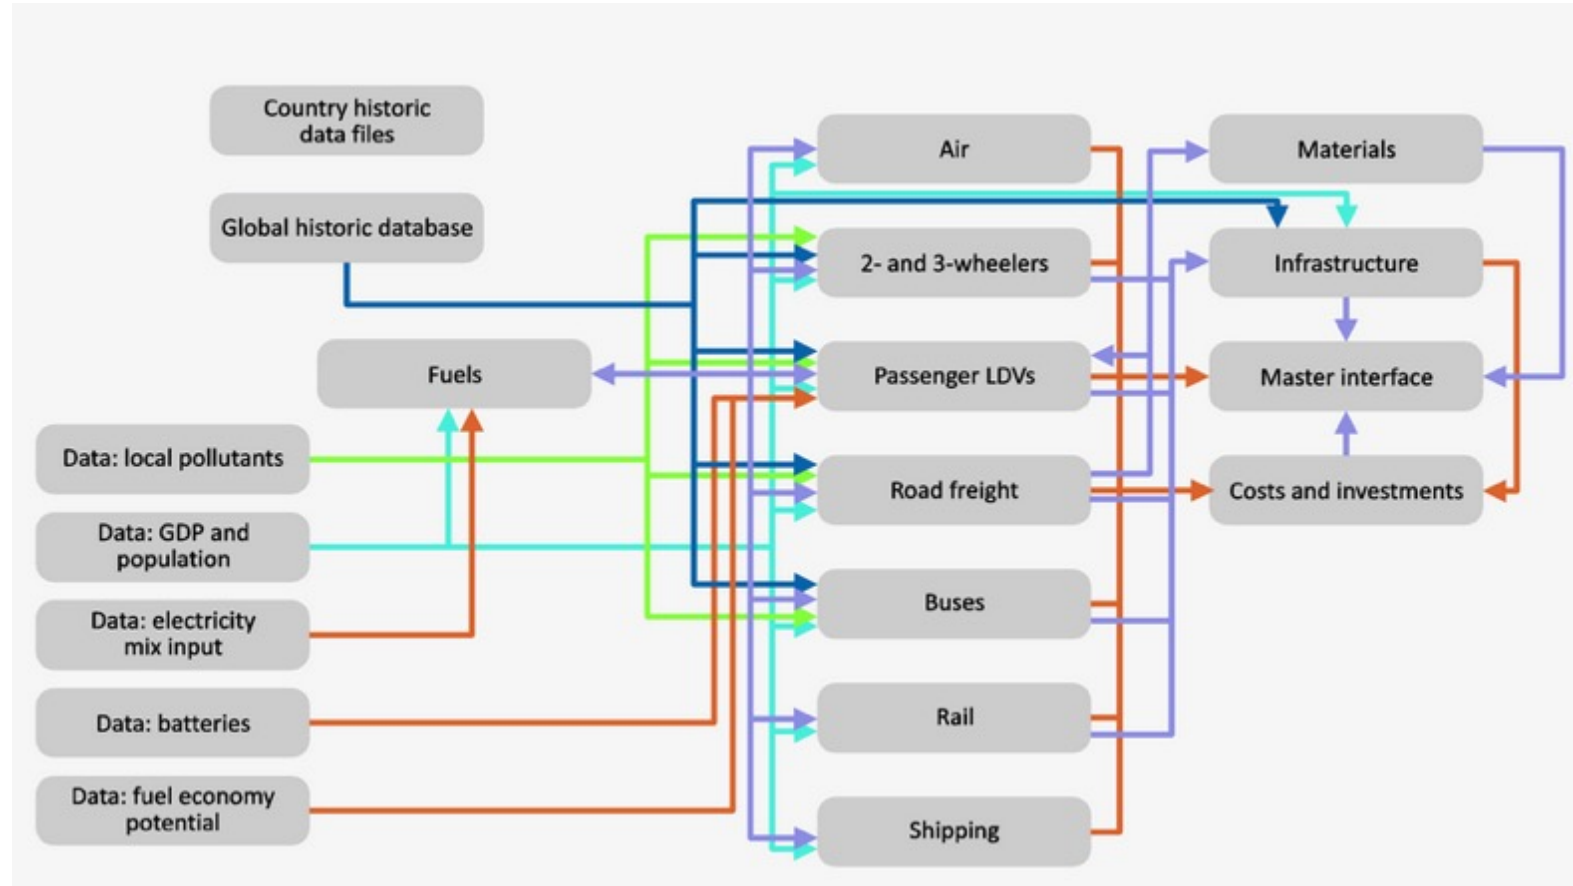 Country historic
data files
Global historic database
Fuels
Data: local pollutants
Data: GDP and
population
Data: electricity
mix input
Data: batteries
Data: fuel economy
potential
Air
2- and 3-wheelers
Passenger LDVs
Road freight
Buses
Rail
Shipping
Materials
Infrastructure
Master interface
Costs and investments